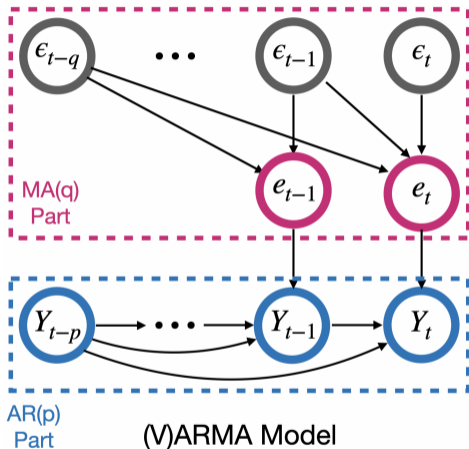 ϵₜ₋q ••• ϵₜ₋₁ ϵₜ
MA(q)
Part
eₜ₋₁ eₜ
Yₜ₋ₚ ••• Yₜ₋₁ Yₜ
AR(p)
Part
(V)ARMA Model